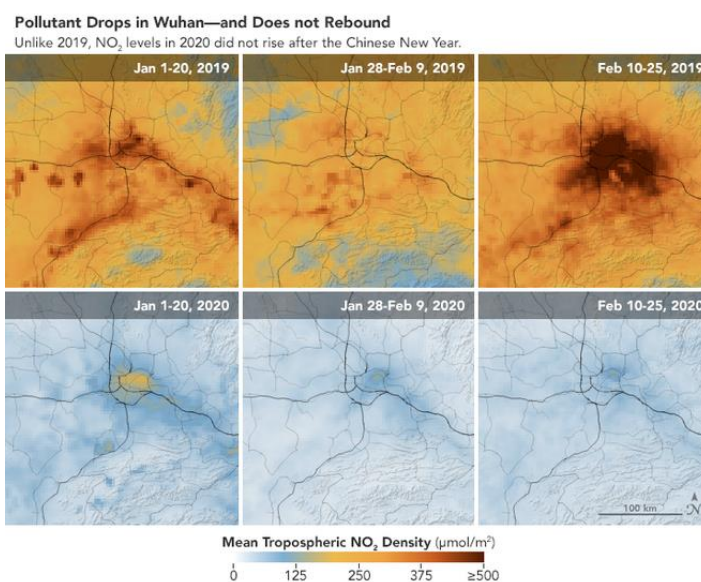 Pollutant Drops in Wuhan—and Does not Rebound
Unlike 2019, NO₂ levels in 2020 did not rise after the Chinese New Year.
Jan 1-20, 2019
Jan 28-Feb 9, 2019
Feb 10-25, 2019
Jan 1-20, 2020
Jan 28-Feb 9, 2020
Feb 10-25, 2020
100 km
N
Mean Tropospheric NO₂ Density (μmol/m²)
0 125 250 375 ≥500